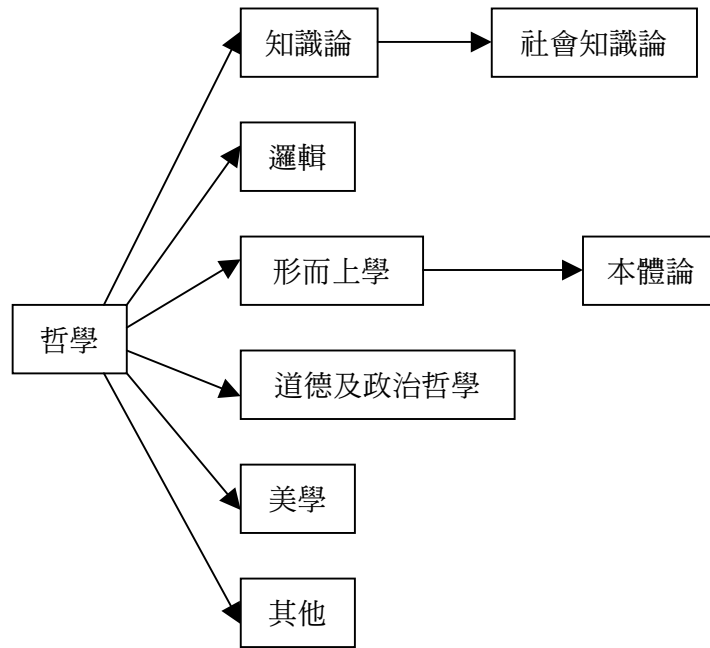 知識論
社會知識論
邏輯
形而上學
本體論
哲學
道德及政治哲學
美學
其他